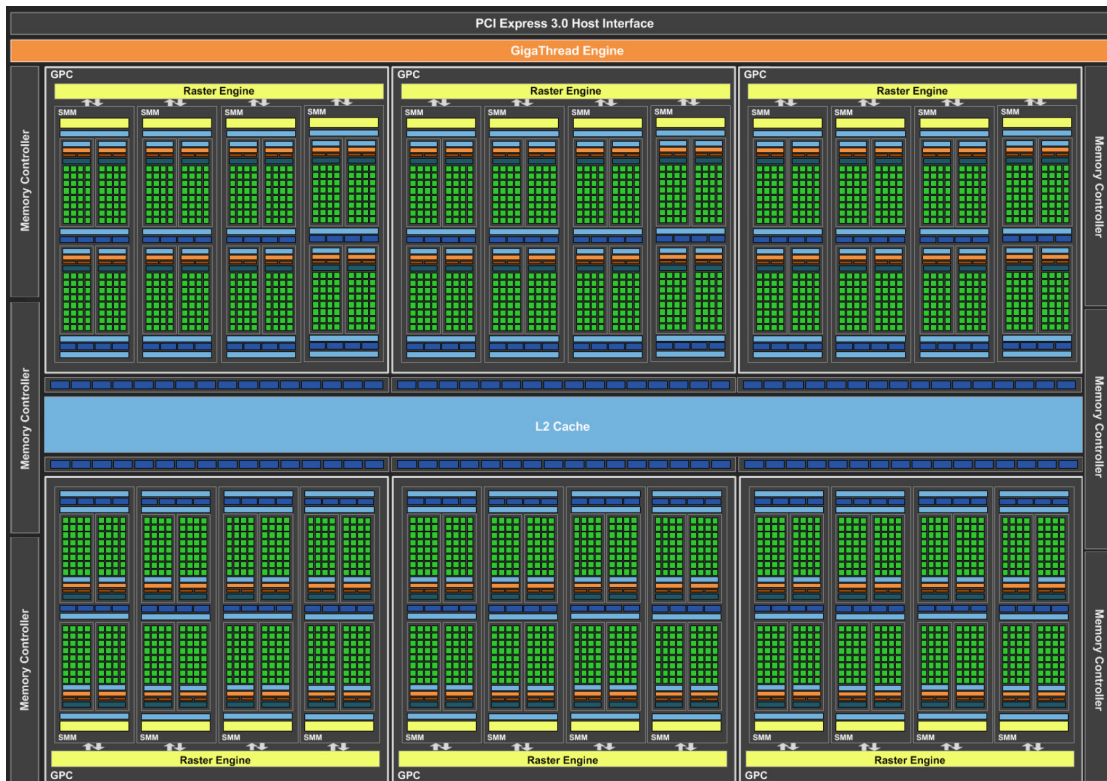 PCI Express 3.0 Host Interface
GigaThread Engine
GPC
GPC
GPC
Raster Engine
Raster Engine
Raster Engine
SMM
SMM
SMM
SMM
SMM
SMM
SMM
SMM
SMM
SMM
SMM
SMM
Memory Controller
Memory Controller
Memory Controller
Memory Controller
Memory Controller
Memory Controller
L2 Cache
SMM
SMM
SMM
SMM
SMM
SMM
SMM
SMM
SMM
SMM
SMM
SMM
Raster Engine
Raster Engine
Raster Engine
GPC
GPC
GPC